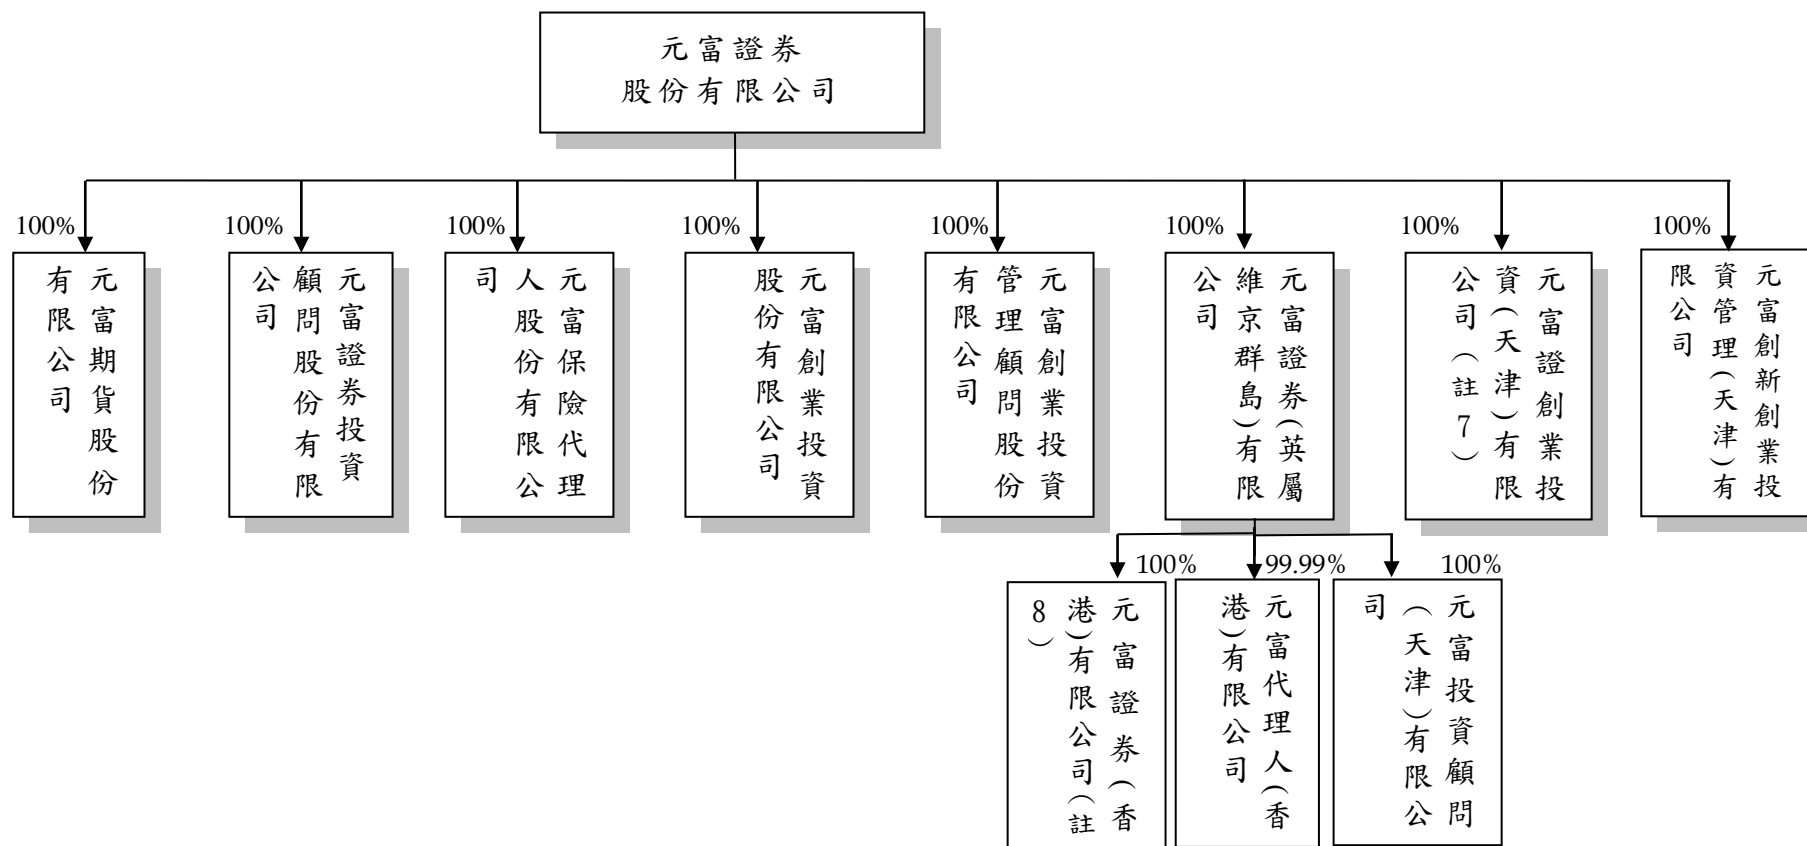 元富證券
股份有限公司
100%
100%
100%
100%
100%
100%
100%
100%
元富期貨股份
有限公司
元富證券投資
顧問股份有限
公司
元富保險代理
人股份有限公
司
元富創業投資
股份有限公司
元富創業投資
管理顧問股份
有限公司
元富證券(英屬
維京群島)有限
公司
元富證創業投
資(天津)有限
公司(註7)
元富創新創業投
資管理(天津)有
限公司
100%
99.99%
100%
元富證券(香
港)有限公司(註
8)
元富代理人(香
港)有限公司
元富投資顧問
(天津)有限公
司